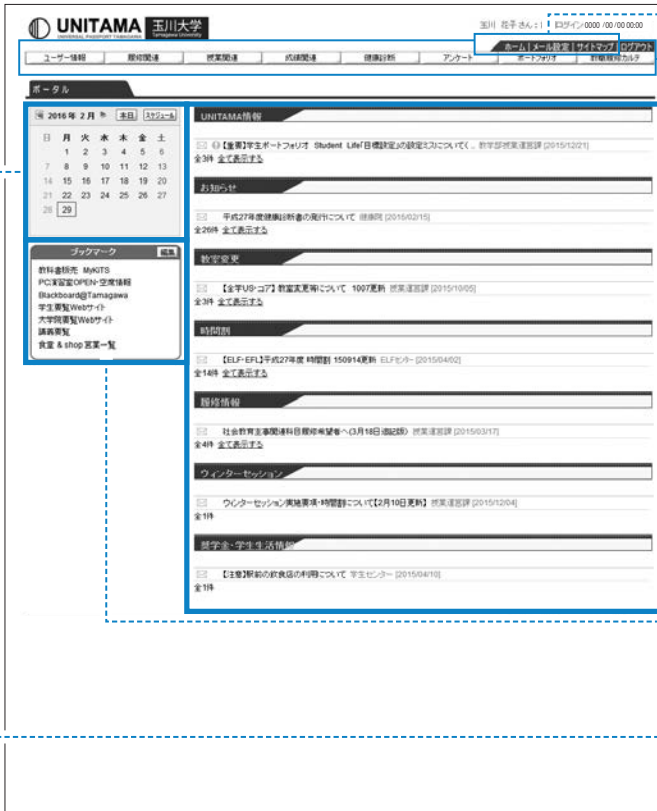 UNITAMA 玉川大学
UNIVERSAL PASSPORT TAMAGAWA Tamagawa University
玉川 花子さん：| ログイン 0000 /00 /00 00:00
ホーム | メール設定 | サイトマップ | ログアウト
ユーザー情報 履修関連 授業関連 成績関連 健康診断 アンケート ポートフォリオ 教職履修カルテ
ポータル
2016年 2月 本日 スケジュール
日 月 火 水 木 金 土
1 2 3 4 5 6
7 8 9 10 11 12 13
14 15 16 17 18 19 20
21 22 23 24 25 26 27
28 29
ブックマーク 編集
教科書販売 MyKiTS
PC演習室OPEN・空席情報
Blackboard@Tamagawa
学生要覧Webサイト
大学院要覧Webサイト
講義要覧
食堂 & shop 営業一覧
UNITAMA情報
【重要】学生ポートフォリオ Student Life「目標設定」の設定ミスについて(.. 教学部授業運営課 [2015/12/21]
全3件 全て表示する
お知らせ
平成27年度健康診断書の発行について 健康院 [2016/02/15]
全26件 全て表示する
教室変更
【全学US・コア】教室変更等について 1007更新 授業運営課 [2015/10/05]
全3件 全て表示する
時間割
【ELF・EFL】平成27年度 時間割 150914更新 ELFセンター [2015/04/02]
全14件 全て表示する
履修情報
社会教育主事関連科目履修希望者へ(3月18日追記版) 授業運営課 [2015/03/17]
全4件 全て表示する
ウィンターセッション
ウィンターセッション実施要項・時間割について【2月10日更新】 授業運営課 [2015/12/04]
全1件
奨学金・学生生活情報
【注意】駅前の飲食店の利用について 学生センター [2015/04/10]
全1件